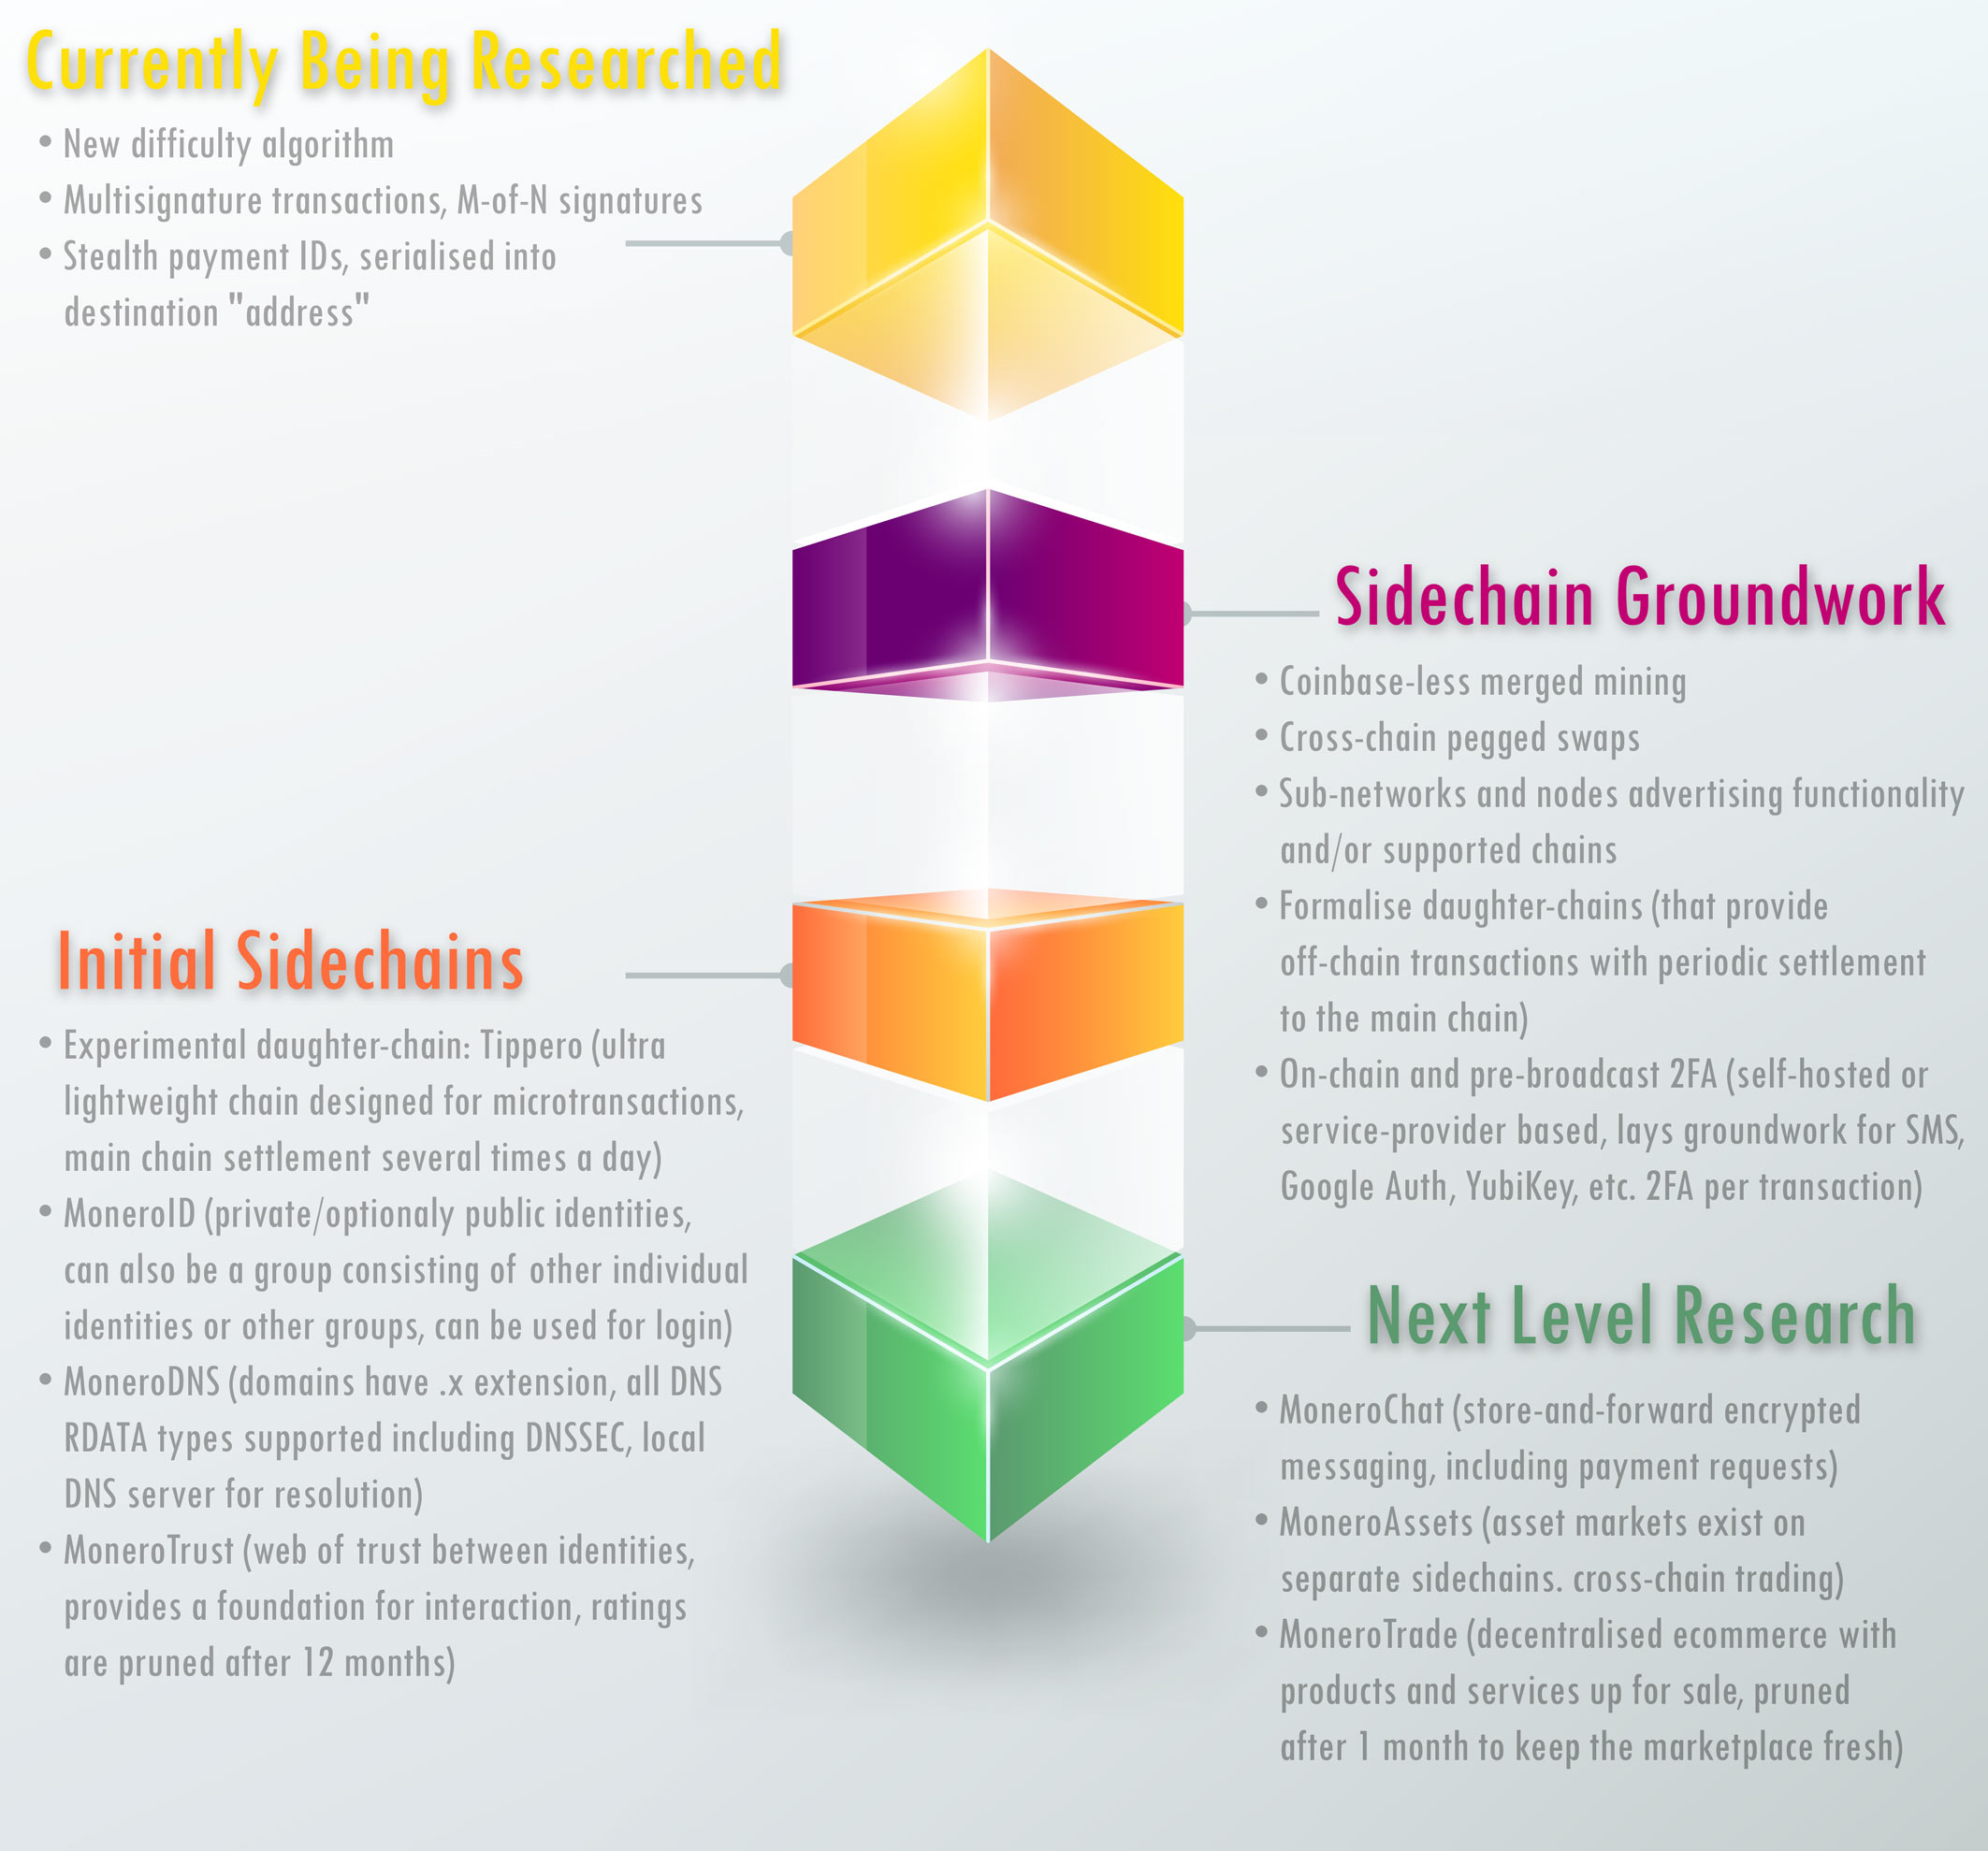 Currently Being Researched
• New difficulty algorithm
• Multisignature transactions, M-of-N signatures
• Stealth payment IDs, serialised into
destination "address"
Sidechain Groundwork
• Coinbase-less merged mining
• Cross-chain pegged swaps
• Sub-networks and nodes advertising functionality
and/or supported chains
• Formalise daughter-chains (that provide
off-chain transactions with periodic settlement
to the main chain)
• On-chain and pre-broadcast 2FA (self-hosted or
service-provider based, lays groundwork for SMS,
Google Auth, YubiKey, etc. 2FA per transaction)
Initial Sidechains
• Experimental daughter-chain: Tippero (ultra
lightweight chain designed for microtransactions,
main chain settlement several times a day)
• MoneroID (private/optionaly public identities,
can also be a group consisting of other individual
identities or other groups, can be used for login)
• MoneroDNS (domains have .x extension, all DNS
RDATA types supported including DNSSEC, local
DNS server for resolution)
• MoneroTrust (web of trust between identities,
provides a foundation for interaction, ratings
are pruned after 12 months)
Next Level Research
• MoneroChat (store-and-forward encrypted
messaging, including payment requests)
• MoneroAssets (asset markets exist on
separate sidechains. cross-chain trading)
• MoneroTrade (decentralised ecommerce with
products and services up for sale, pruned
after 1 month to keep the marketplace fresh)